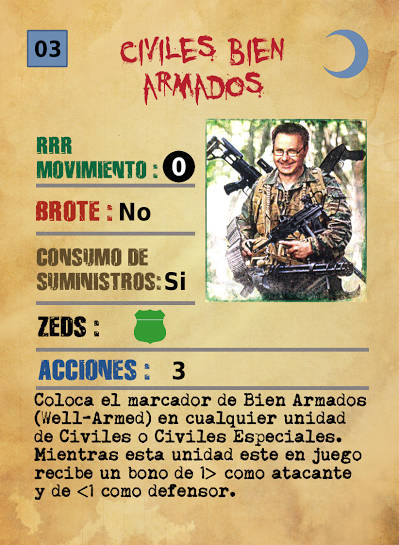 03
CIVILES BIEN
ARMADOS
RRR
MOVIMIENTO : 0
BROTE : No
CONSUMO DE
SUMINISTROS: Si
ZEDS :
ACCIONES : 3
Coloca el marcador de Bien Armados
(Well-Armed) en cualquier unidad
de Civiles o Civiles Especiales.
Mientras esta unidad este en juego
recibe un bono de 1> como atacante
y de <1 como defensor.